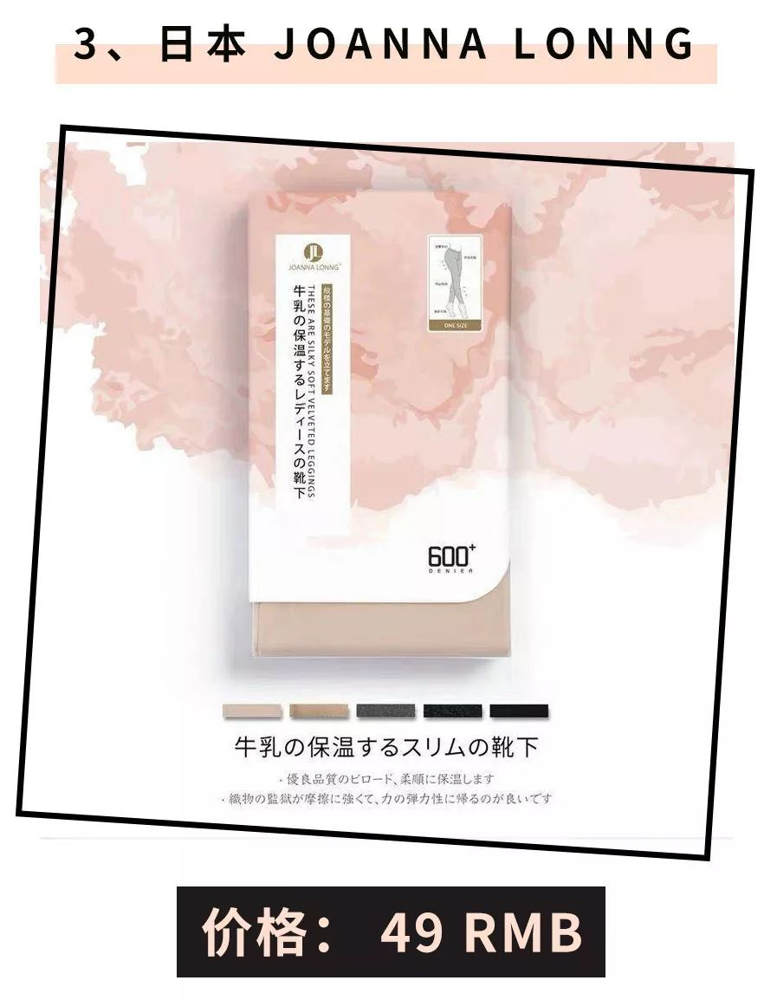 3、日本 JOANNA LONNG
JL
JOANNA LONNG®
紋様の基礎のモデルを立てます
THESE ARE SILKY SOFT VELVETED LEGGINGS
牛乳の保温するレディースの靴下
ONE SIZE
600+
DENIER
牛乳の保温するスリムの靴下
· 優良品質のビロード、柔順に保温します
· 織物の監獄が摩擦に強くて、力の弾力性に帰るのが良いです
价格： 49 RMB